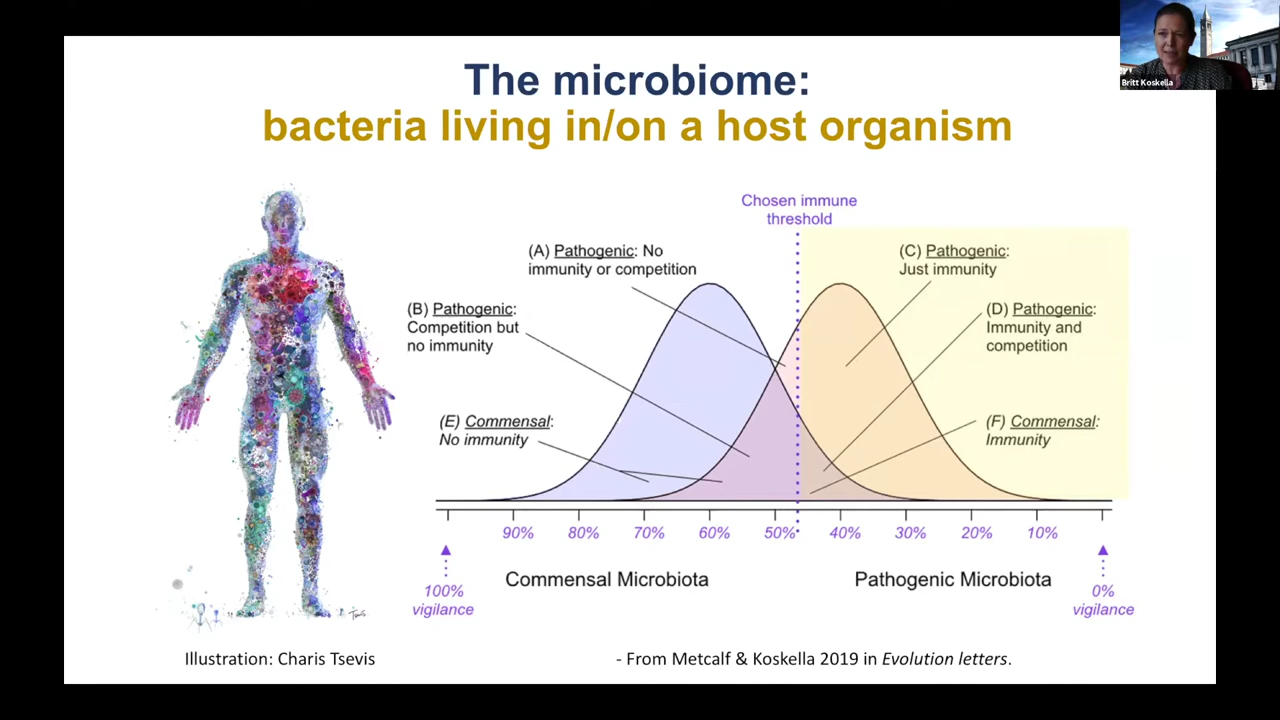 The microbiome:
bacteria living in/on a host organism
Britt Koskella
Chosen immune
threshold
(A) Pathogenic: No
immunity or competition
(C) Pathogenic:
Just immunity
(B) Pathogenic:
Competition but
no immunity
(D) Pathogenic:
Immunity and
competition
(E) Commensal:
No immunity
(F) Commensal:
Immunity
90% 80% 70% 60% 50% 40% 30% 20% 10%
100%
vigilance
Commensal Microbiota
Pathogenic Microbiota
0%
vigilance
Illustration: Charis Tsevis
- From Metcalf & Koskella 2019 in Evolution letters.